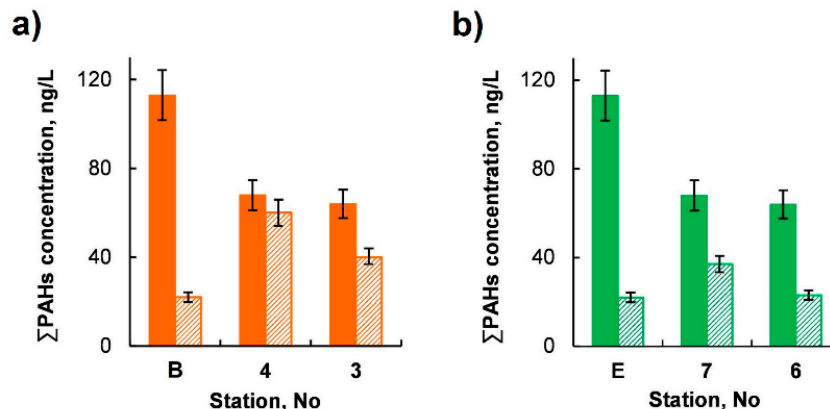 a)
∑PAHs concentration, ng/L
120
80
40
0
B 4 3
Station, No
b)
∑PAHs concentration, ng/L
120
80
40
0
E 7 6
Station, No